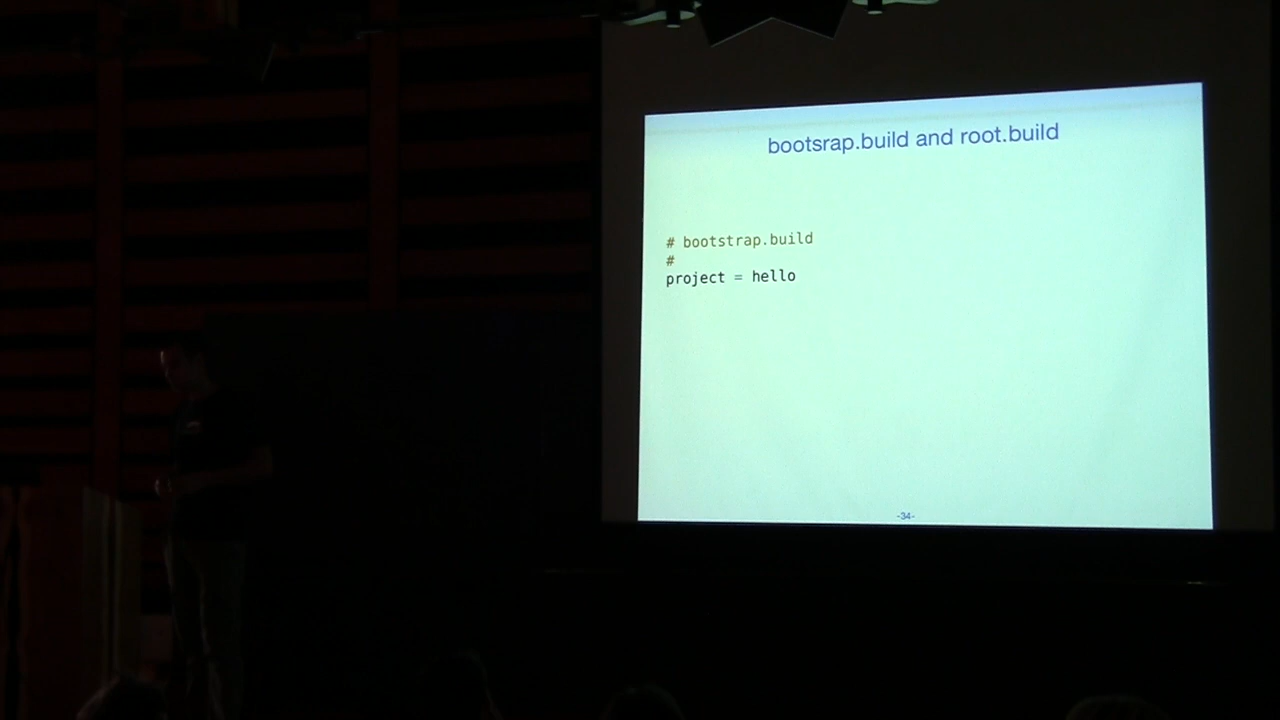 bootsrap.build and root.build
# bootstrap.build
#
project = hello
-34-